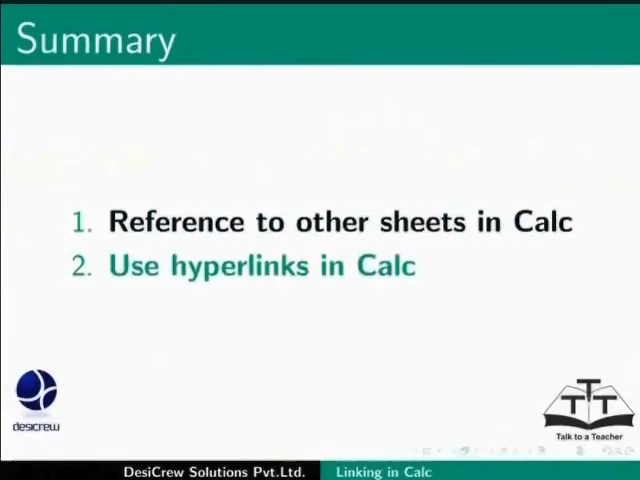 Summary
1. Reference to other sheets in Calc
2. Use hyperlinks in Calc
desicrew
T T T
Talk to a Teacher
DesiCrew Solutions Pvt.Ltd. Linking in Calc